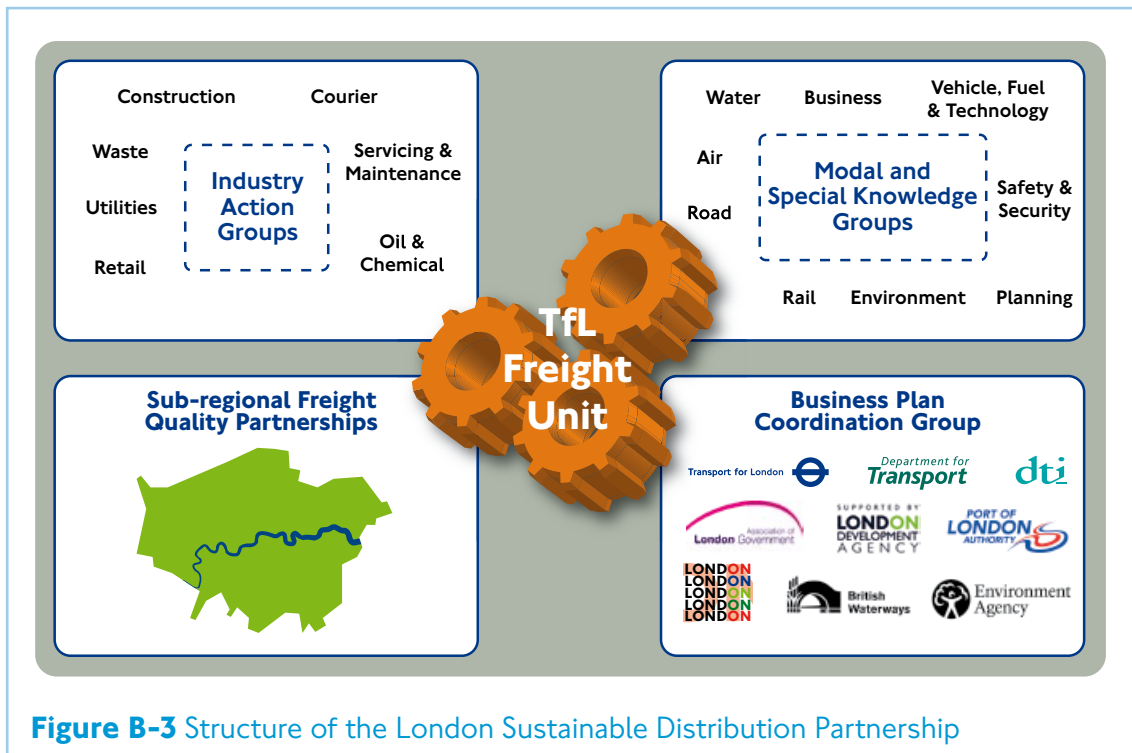 Construction
Courier
Waste
Servicing &
Maintenance
Utilities
Industry
Action
Groups
Retail
Oil &
Chemical
Water
Business
Vehicle, Fuel
& Technology
Air
Modal and
Special Knowledge
Groups
Road
Safety &
Security
Rail
Environment
Planning
TfL
Freight
Unit
Sub-regional Freight
Quality Partnerships
Business Plan
Coordination Group
Transport for London
Department for
Transport
dti
Association of
London Government
SUPPORTED BY
LONDON
DEVELOPMENT
AGENCY
PORT OF
LONDON
AUTHORITY
LONDON
LONDON
LONDON
LONDON
LONDON
British
Waterways
Environment
Agency
Figure B-3 Structure of the London Sustainable Distribution Partnership